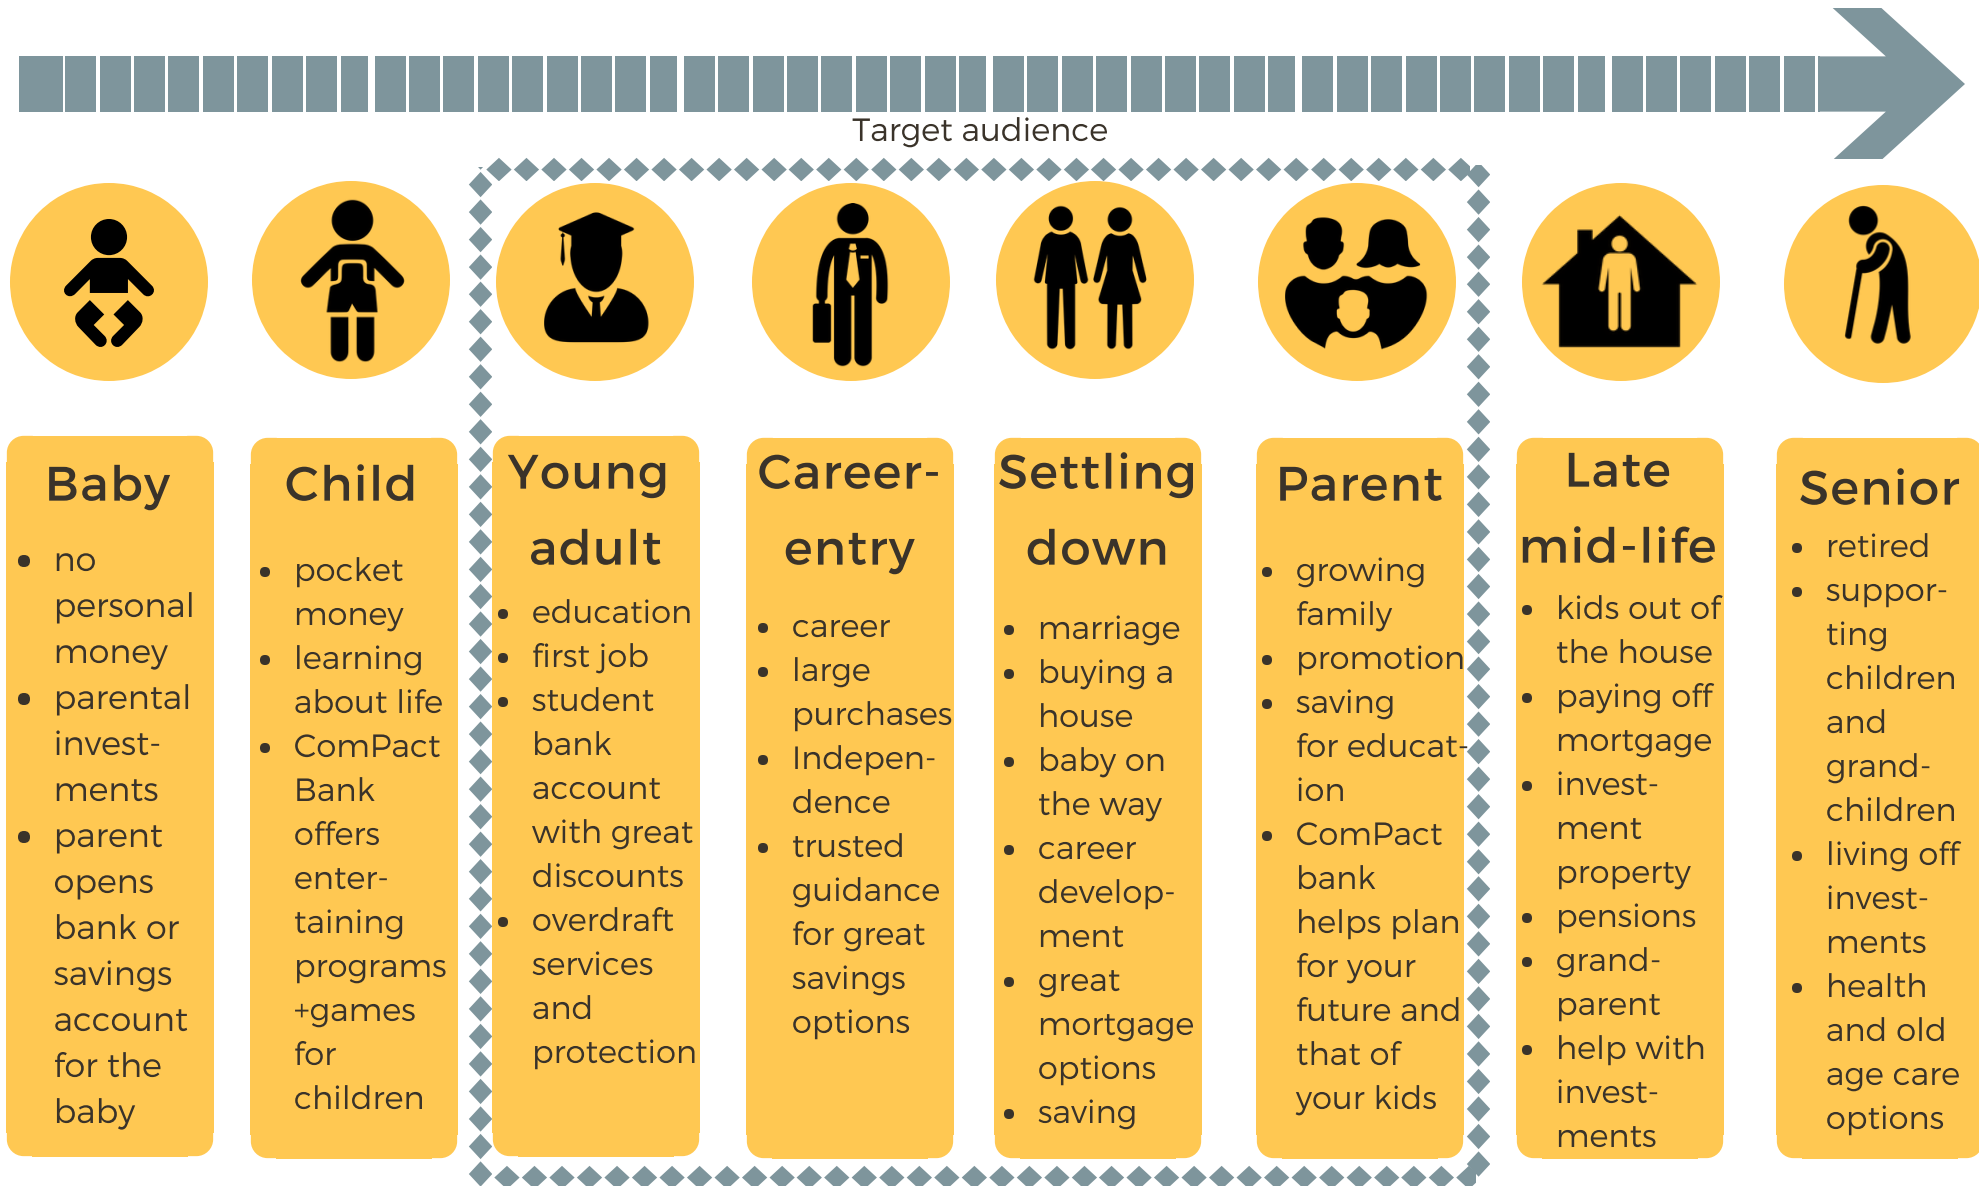 Target audience
Baby
• no
personal
money
• parental
invest-
ments
• parent
opens
bank or
savings
account
for the
baby
Child
• pocket
money
• learning
about life
• ComPact
Bank
offers
enter-
taining
programs
+games
for
children
Young
adult
• education
• first job
• student
bank
account
with great
discounts
• overdraft
services
and
protection
Career-
entry
• career
• large
purchases
• Indepen-
dence
• trusted
guidance
for great
savings
options
Settling
down
• marriage
• buying a
house
• baby on
the way
• career
develop-
ment
• great
mortgage
options
• saving
Parent
• growing
family
• promotion
• saving
for educat-
ion
• ComPact
bank
helps plan
for your
future and
that of
your kids
Late
mid-life
• kids out of
the house
• paying off
mortgage
• invest-
ment
property
• pensions
• grand-
parent
• help with
invest-
ments
Senior
• retired
• suppor-
ting
children
and
grand-
children
• living off
invest-
ments
• health
and old
age care
options